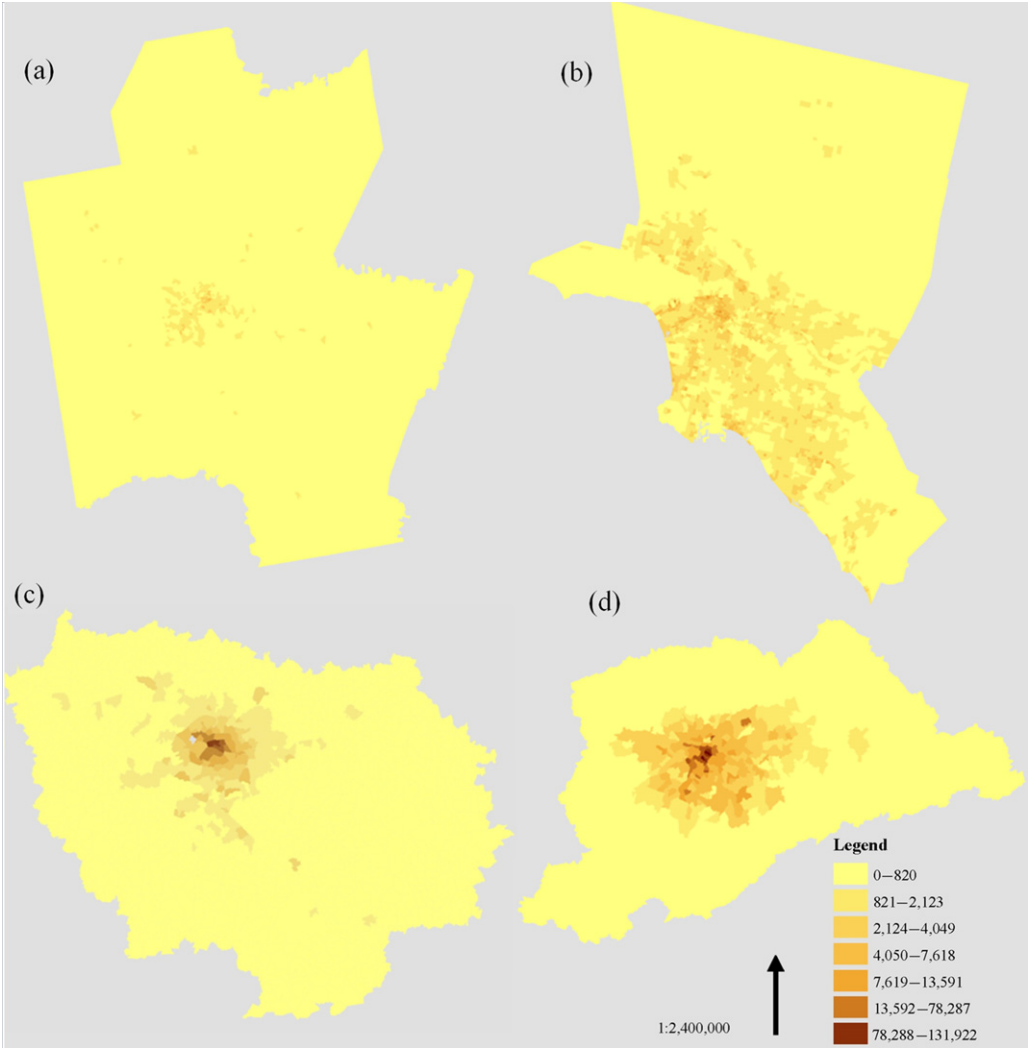 (a)
(b)
(c)
(d)
Legend
0—820
821—2,123
2,124—4,049
4,050—7,618
7,619—13,591
13,592—78,287
78,288—131,922
1:2,400,000